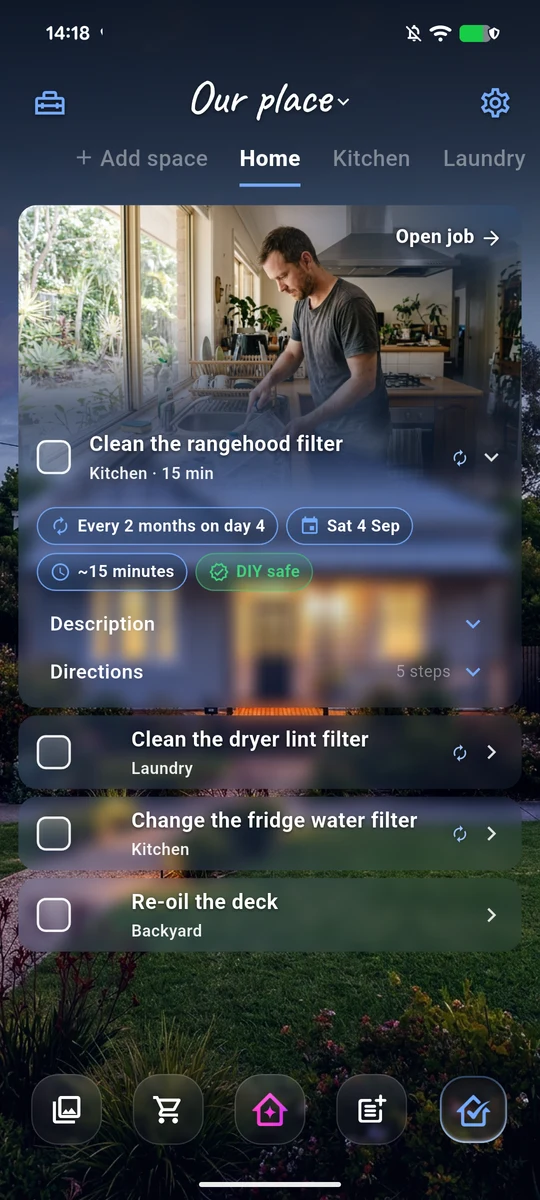 14:18
Our place
+ Add space Home Kitchen Laundry
Open job →
Clean the rangehood filter
Kitchen · 15 min
Every 2 months on day 4
Sat 4 Sep
~15 minutes
DIY safe
Description
Directions 5 steps
Clean the dryer lint filter
Laundry
Change the fridge water filter
Kitchen
Re-oil the deck
Backyard